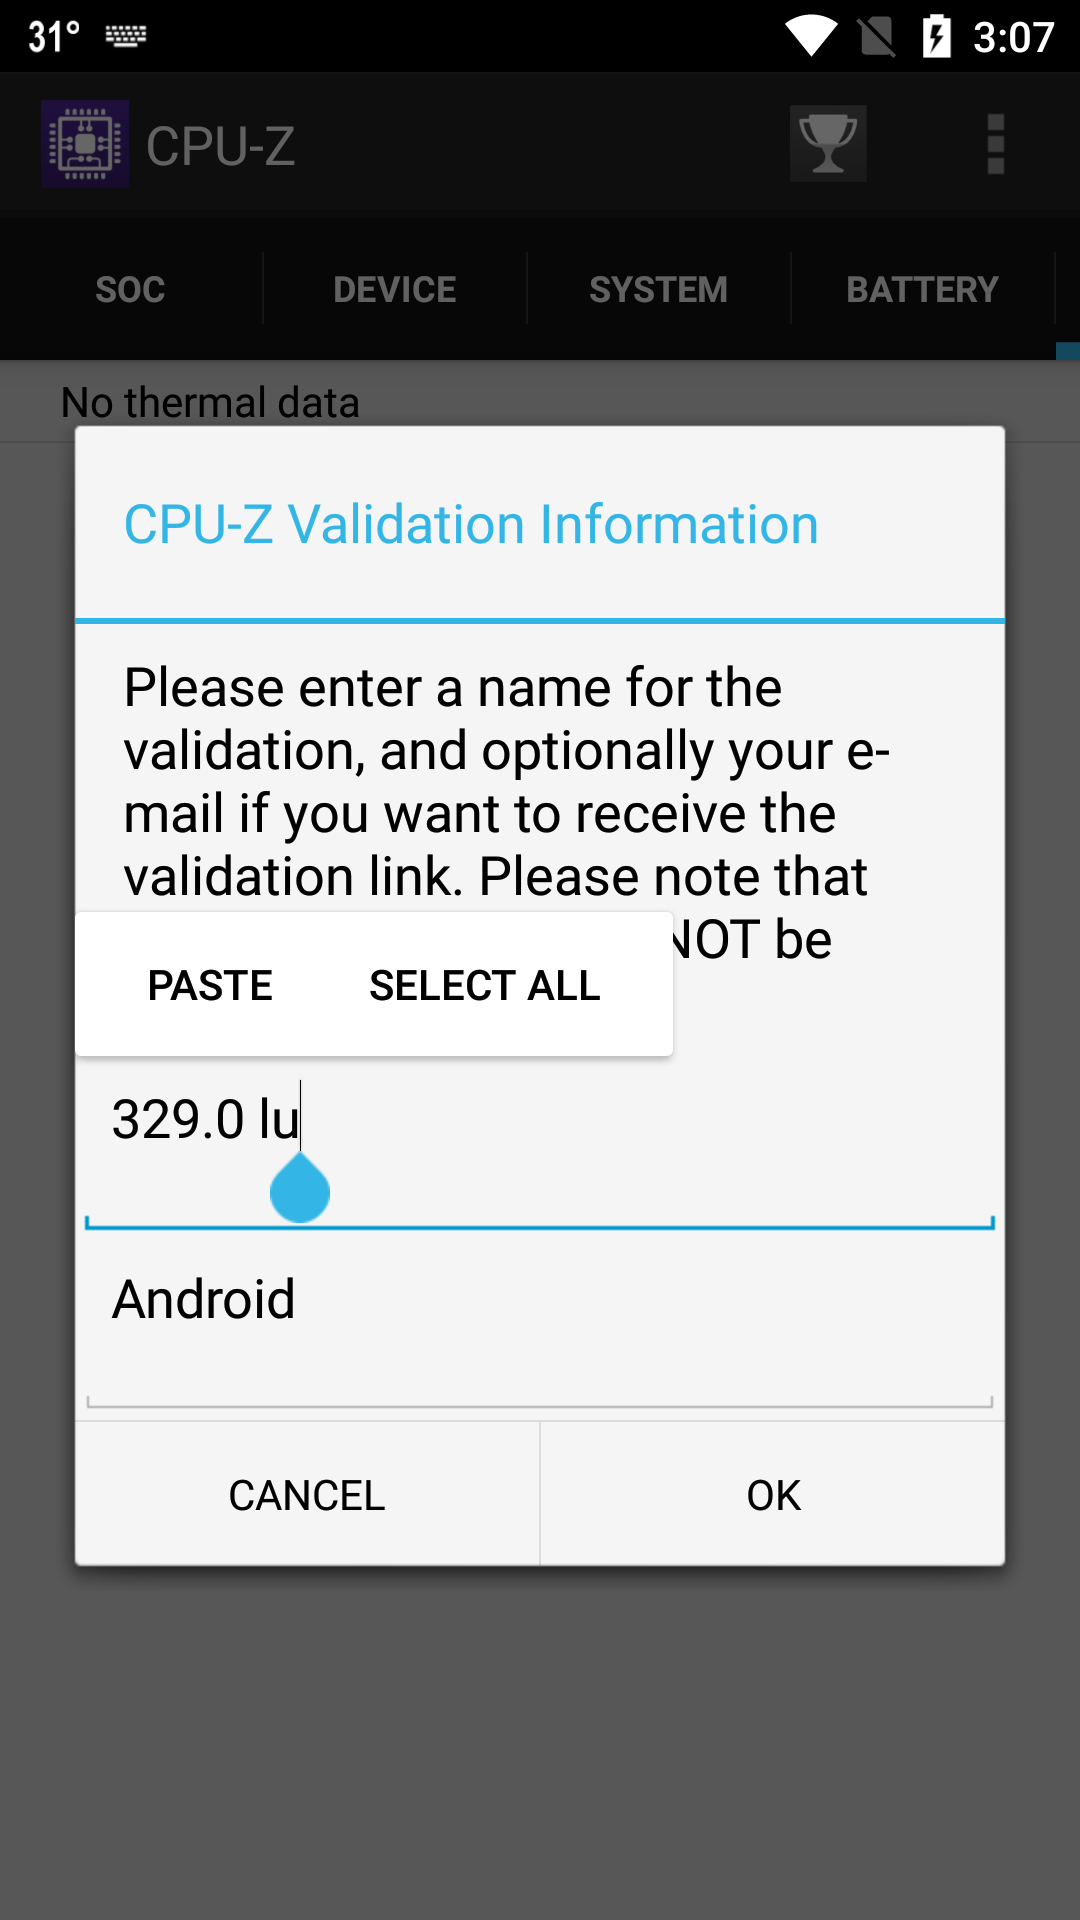 31° 3:07
CPU-Z
SOC DEVICE SYSTEM BATTERY
No thermal data
CPU-Z Validation Information
Please enter a name for the
validation, and optionally your e-
mail if you want to receive the
validation link. Please note that
NOT be
PASTE SELECT ALL
329.0 lu
Android
CANCEL OK